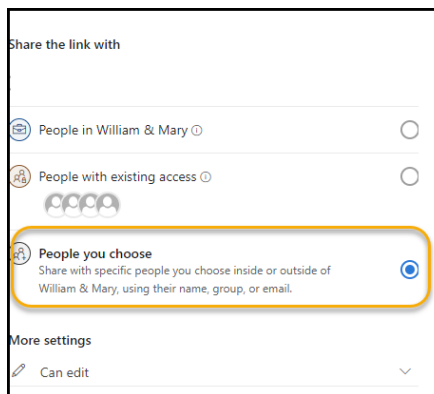 Share the link with
People in William & Mary
People with existing access
People you choose
Share with specific people you choose inside or outside of
William & Mary, using their name, group, or email.
More settings
Can edit